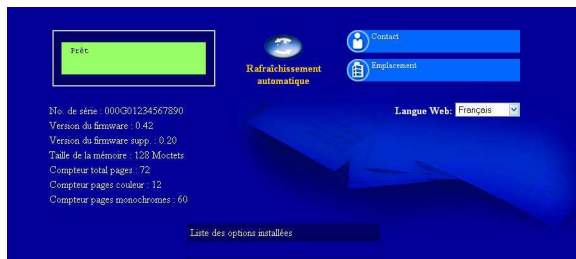 Prêt
Rafraîchissement
automatique
Contact
Emplacement
Langue Web: Français
No. de série : 000G01234567890
Version du firmware : 0.42
Version du firmware supp. : 0.20
Taille de la mémoire : 128 Moctets
Compteur total pages : 72
Compteur pages couleur : 12
Compteur pages monochromes : 60
Liste des options installées